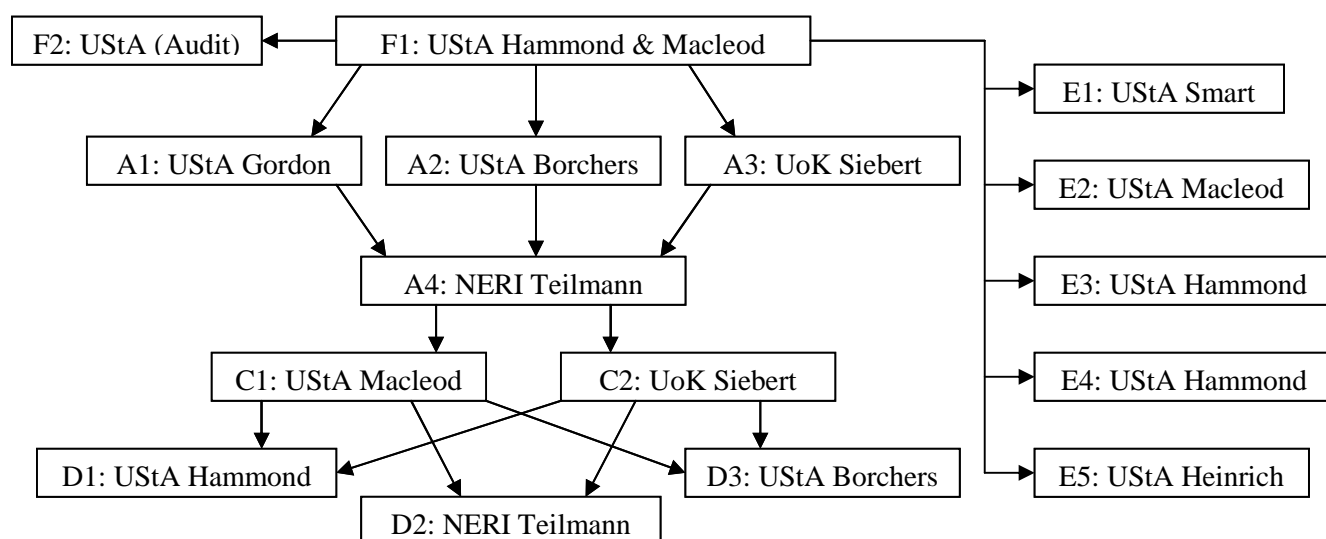 F2: UStA (Audit)
F1: UStA Hammond & Macleod
E1: UStA Smart
A1: UStA Gordon
A2: UStA Borchers
A3: UoK Siebert
E2: UStA Macleod
A4: NERI Teilmann
E3: UStA Hammond
C1: UStA Macleod
C2: UoK Siebert
E4: UStA Hammond
D1: UStA Hammond
D3: UStA Borchers
E5: UStA Heinrich
D2: NERI Teilmann